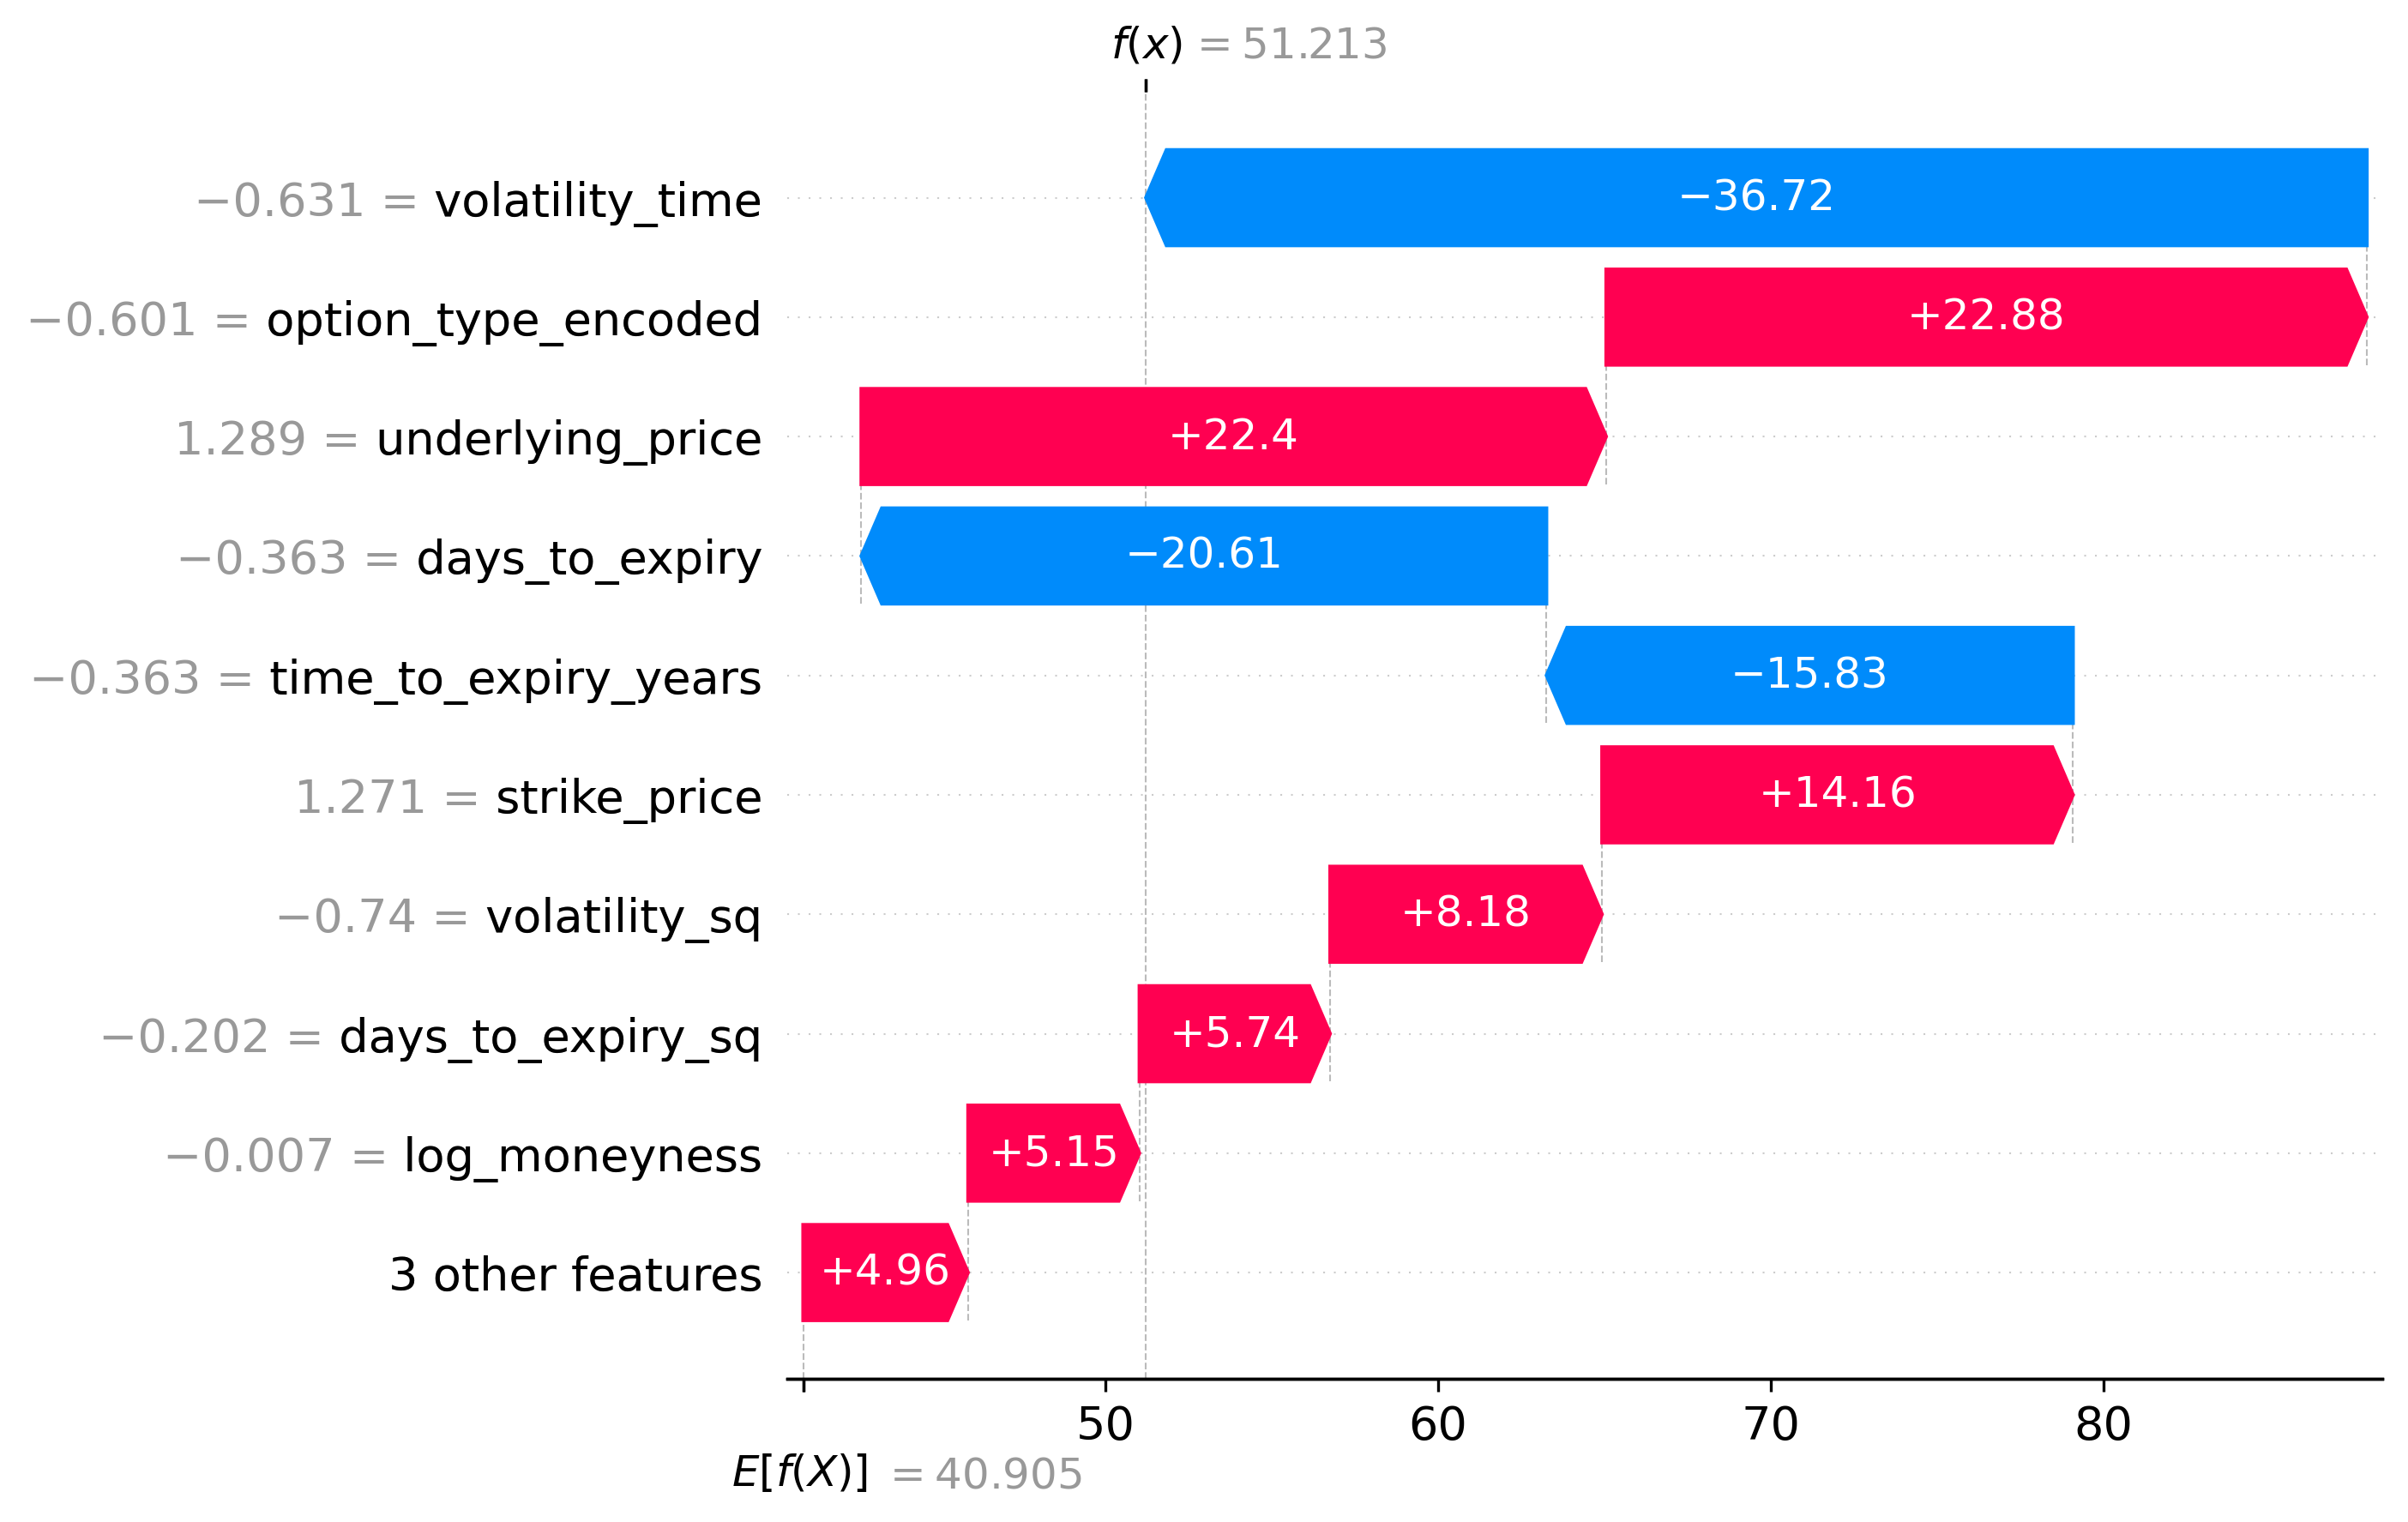 f(x) = 51.213
−0.631 = volatility_time −36.72
−0.601 = option_type_encoded +22.88
1.289 = underlying_price +22.4
−0.363 = days_to_expiry −20.61
−0.363 = time_to_expiry_years −15.83
1.271 = strike_price +14.16
−0.74 = volatility_sq +8.18
−0.202 = days_to_expiry_sq +5.74
−0.007 = log_moneyness +5.15
3 other features +4.96
50 60 70 80
E[f(X)] = 40.905